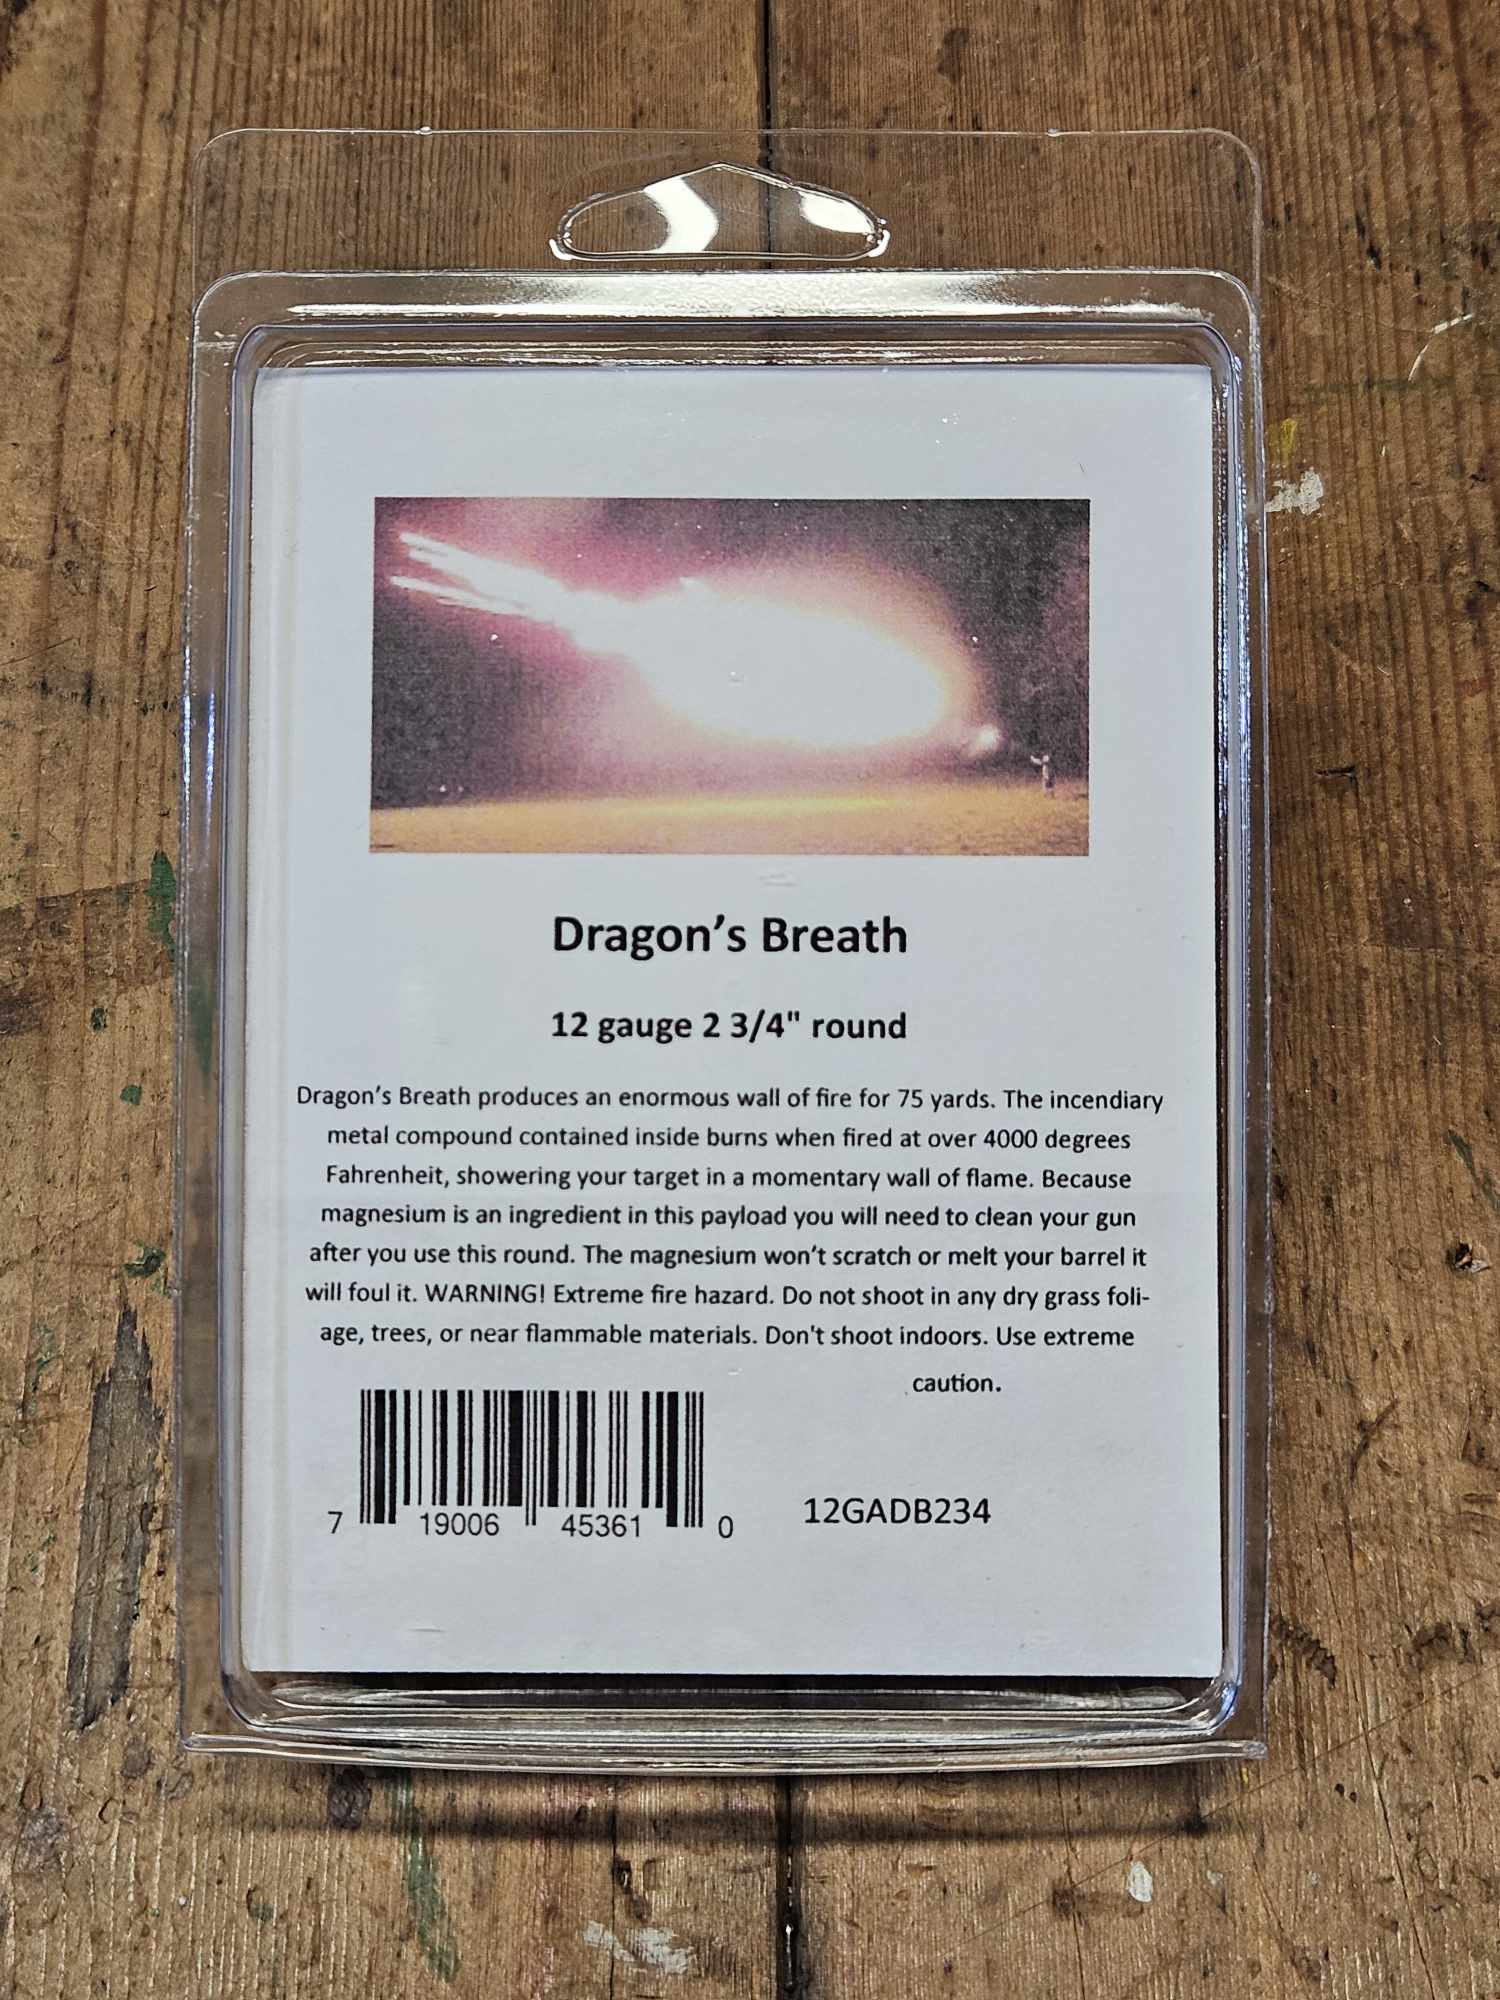 Dragon’s Breath
12 gauge 2 3/4" round
Dragon’s Breath produces an enormous wall of fire for 75 yards. The incendiary
metal compound contained inside burns when fired at over 4000 degrees
Fahrenheit, showering your target in a momentary wall of flame. Because
magnesium is an ingredient in this payload you will need to clean your gun
after you use this round. The magnesium won’t scratch or melt your barrel it
will foul it. WARNING! Extreme fire hazard. Do not shoot in any dry grass foli-
age, trees, or near flammable materials. Don't shoot indoors. Use extreme
caution.
7 19006 45361 0
12GADB234